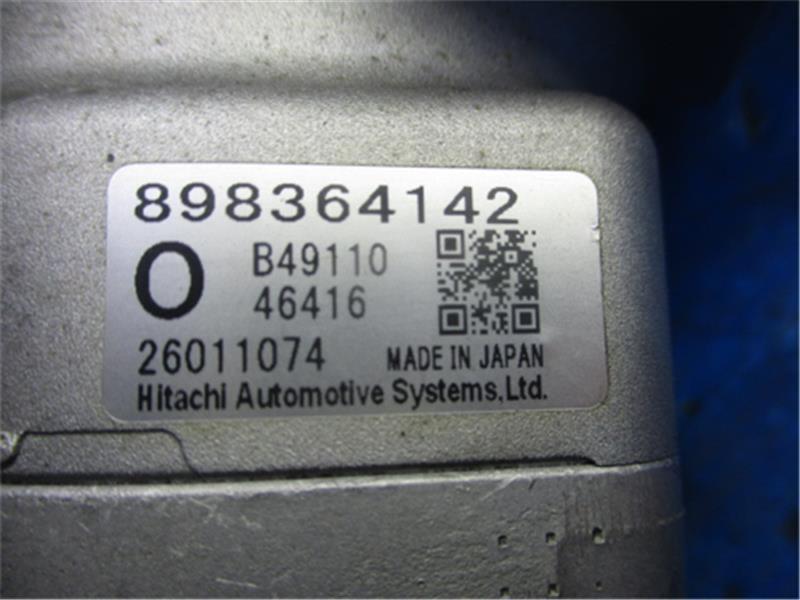 898364142
O B49110
46416
26011074 MADE IN JAPAN
Hitachi Automotive Systems,Ltd.